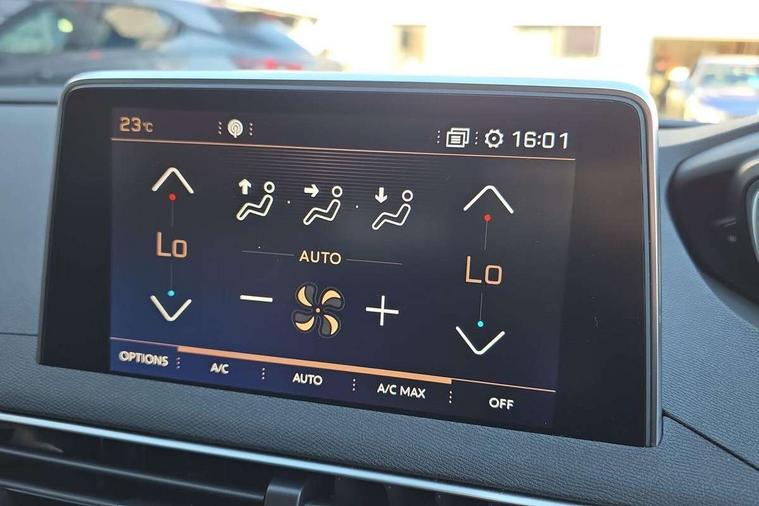 23°C 16:01
Lo Lo
AUTO
OPTIONS A/C AUTO A/C MAX OFF